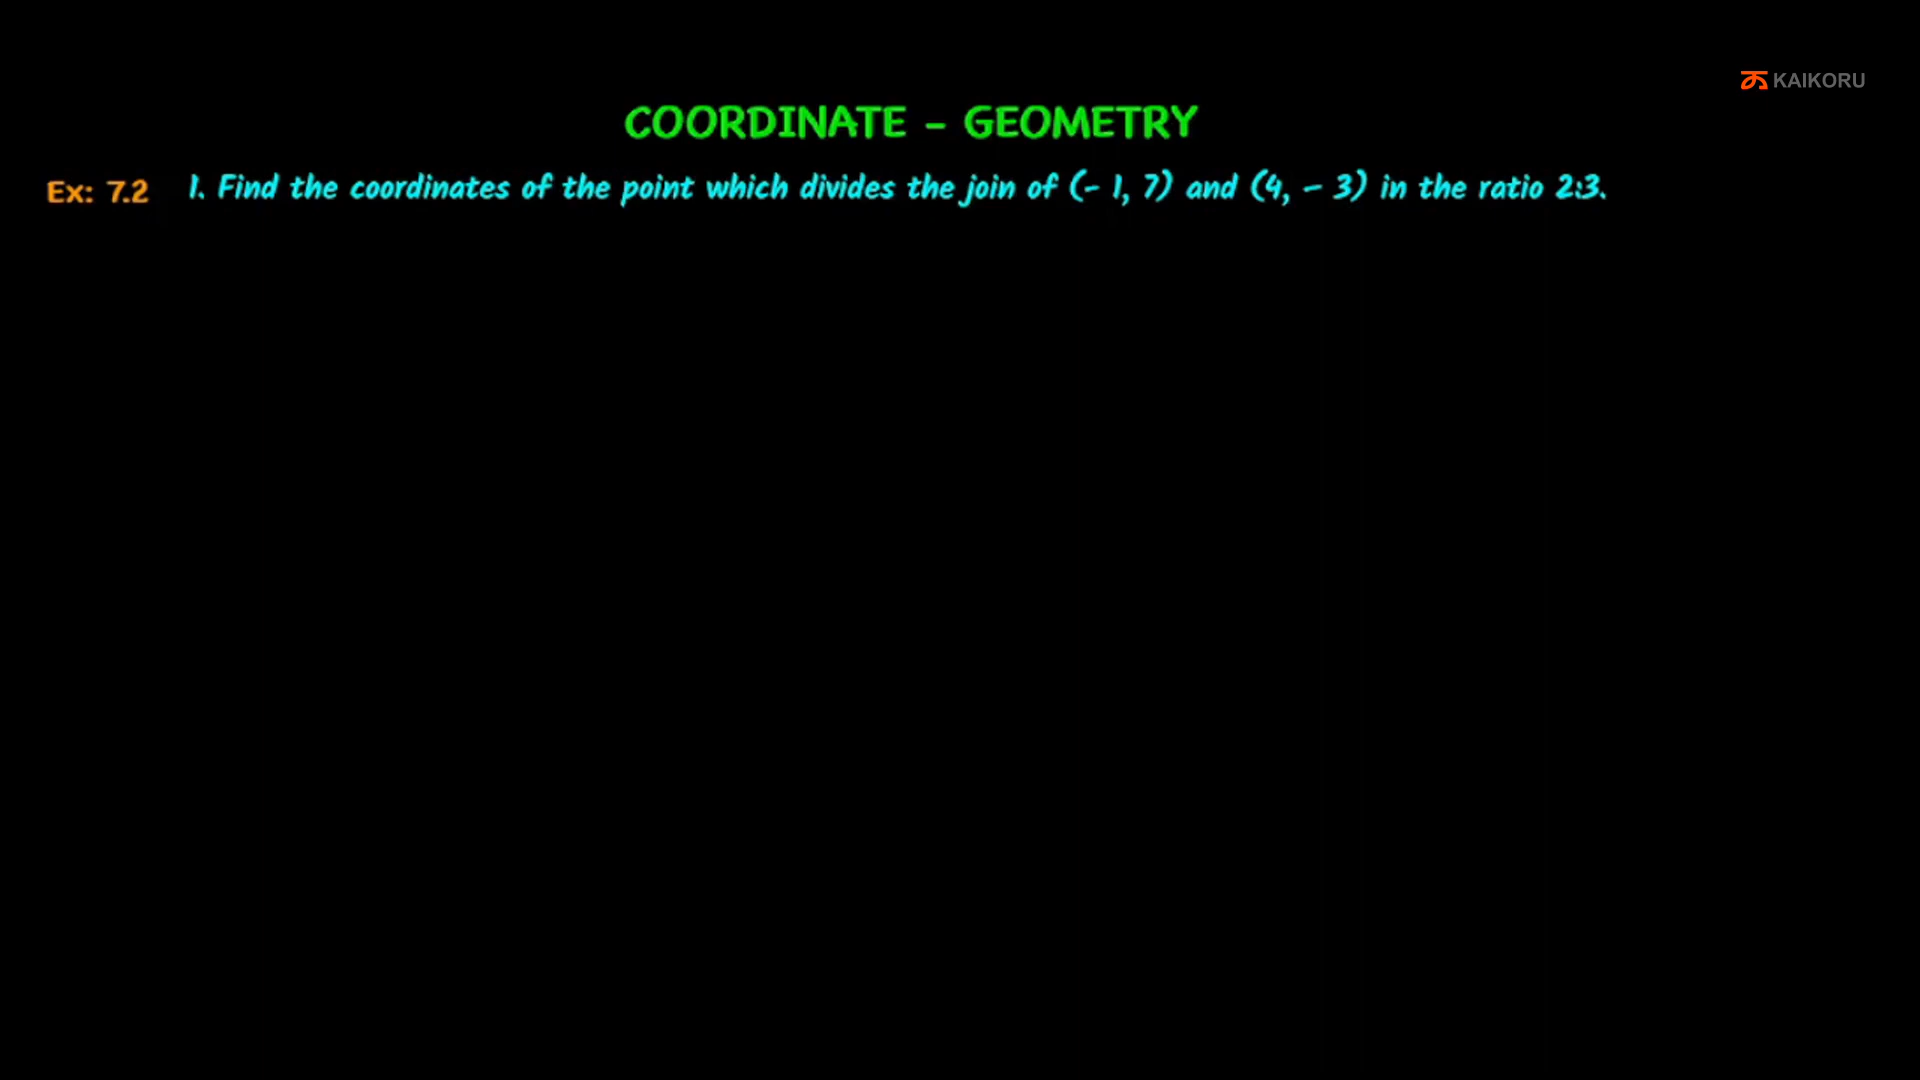 KAIKORU
COORDINATE - GEOMETRY
Ex: 7.2 1. Find the coordinates of the point which divides the join of (- 1, 7) and (4, – 3) in the ratio 2:3.